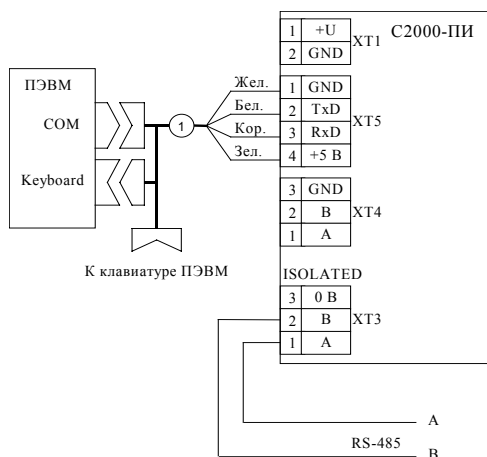 1 +U
2 GND
XT1
С2000-ПИ
ПЭВМ
COM
Keyboard
1
Жел.
Бел.
Кор.
Зел.
1 GND
2 TxD
3 RxD
4 +5 В
XT5
3 GND
2 B
1 A
XT4
К клавиатуре ПЭВМ
ISOLATED
3 0 В
2 B
1 A
XT3
A
RS-485
B